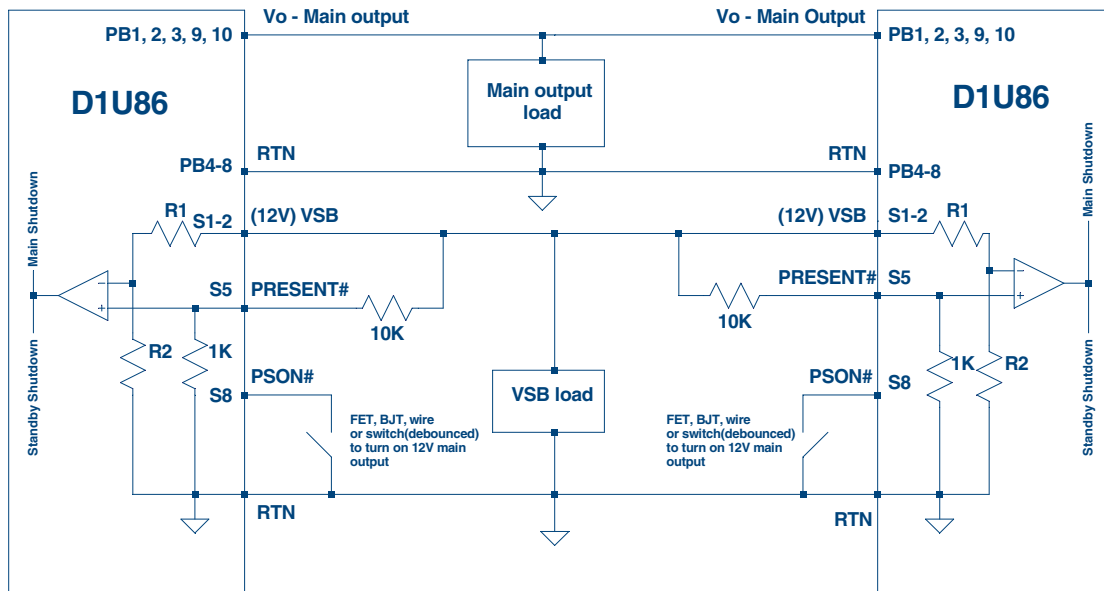 Vo - Main output
Vo - Main Output
PB1, 2, 3, 9, 10
PB1, 2, 3, 9, 10
D1U86
Main output
load
D1U86
RTN
RTN
PB4-8
PB4-8
Main Shutdown
Main Shutdown
R1
S1-2
(12V) VSB
(12V) VSB
S1-2
R1
S5
PRESENT#
PRESENT#
S5
-
+
-
+
10K
10K
R2
1K
1K
R2
S8
PSON#
PSON#
S8
VSB load
Standby Shutdown
Standby Shutdown
FET, BJT, wire
or switch(debounced)
to turn on 12V main
output
FET, BJT, wire
or switch(debounced)
to turn on 12V main
output
RTN
RTN